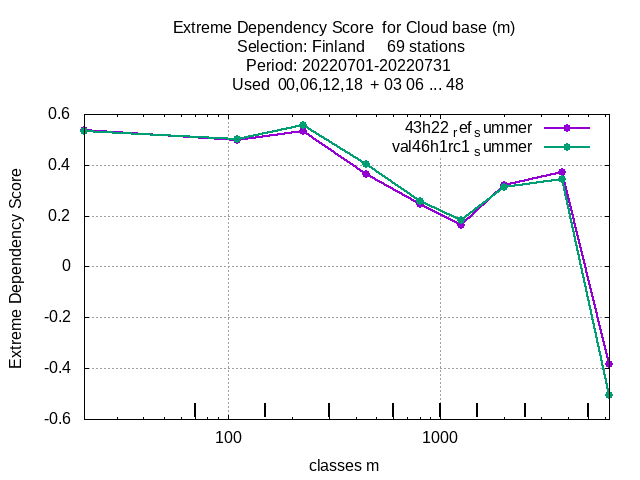 Extreme Dependency Score for Cloud base (m)
Selection: Finland 69 stations
Period: 20220701-20220731
Used 00,06,12,18 + 03 06 ... 48
43h22 ref summer
val46h1rc1 summer
Extreme Dependency Score
0.6
0.4
0.2
0
-0.2
-0.4
-0.6
100
1000
classes m